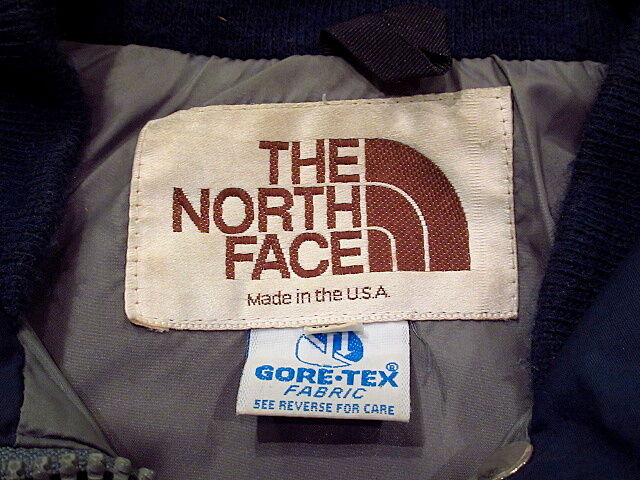 THE
NORTH
FACE
Made in the U.S.A.
GORE-TEX®
FABRIC
SEE REVERSE FOR CARE